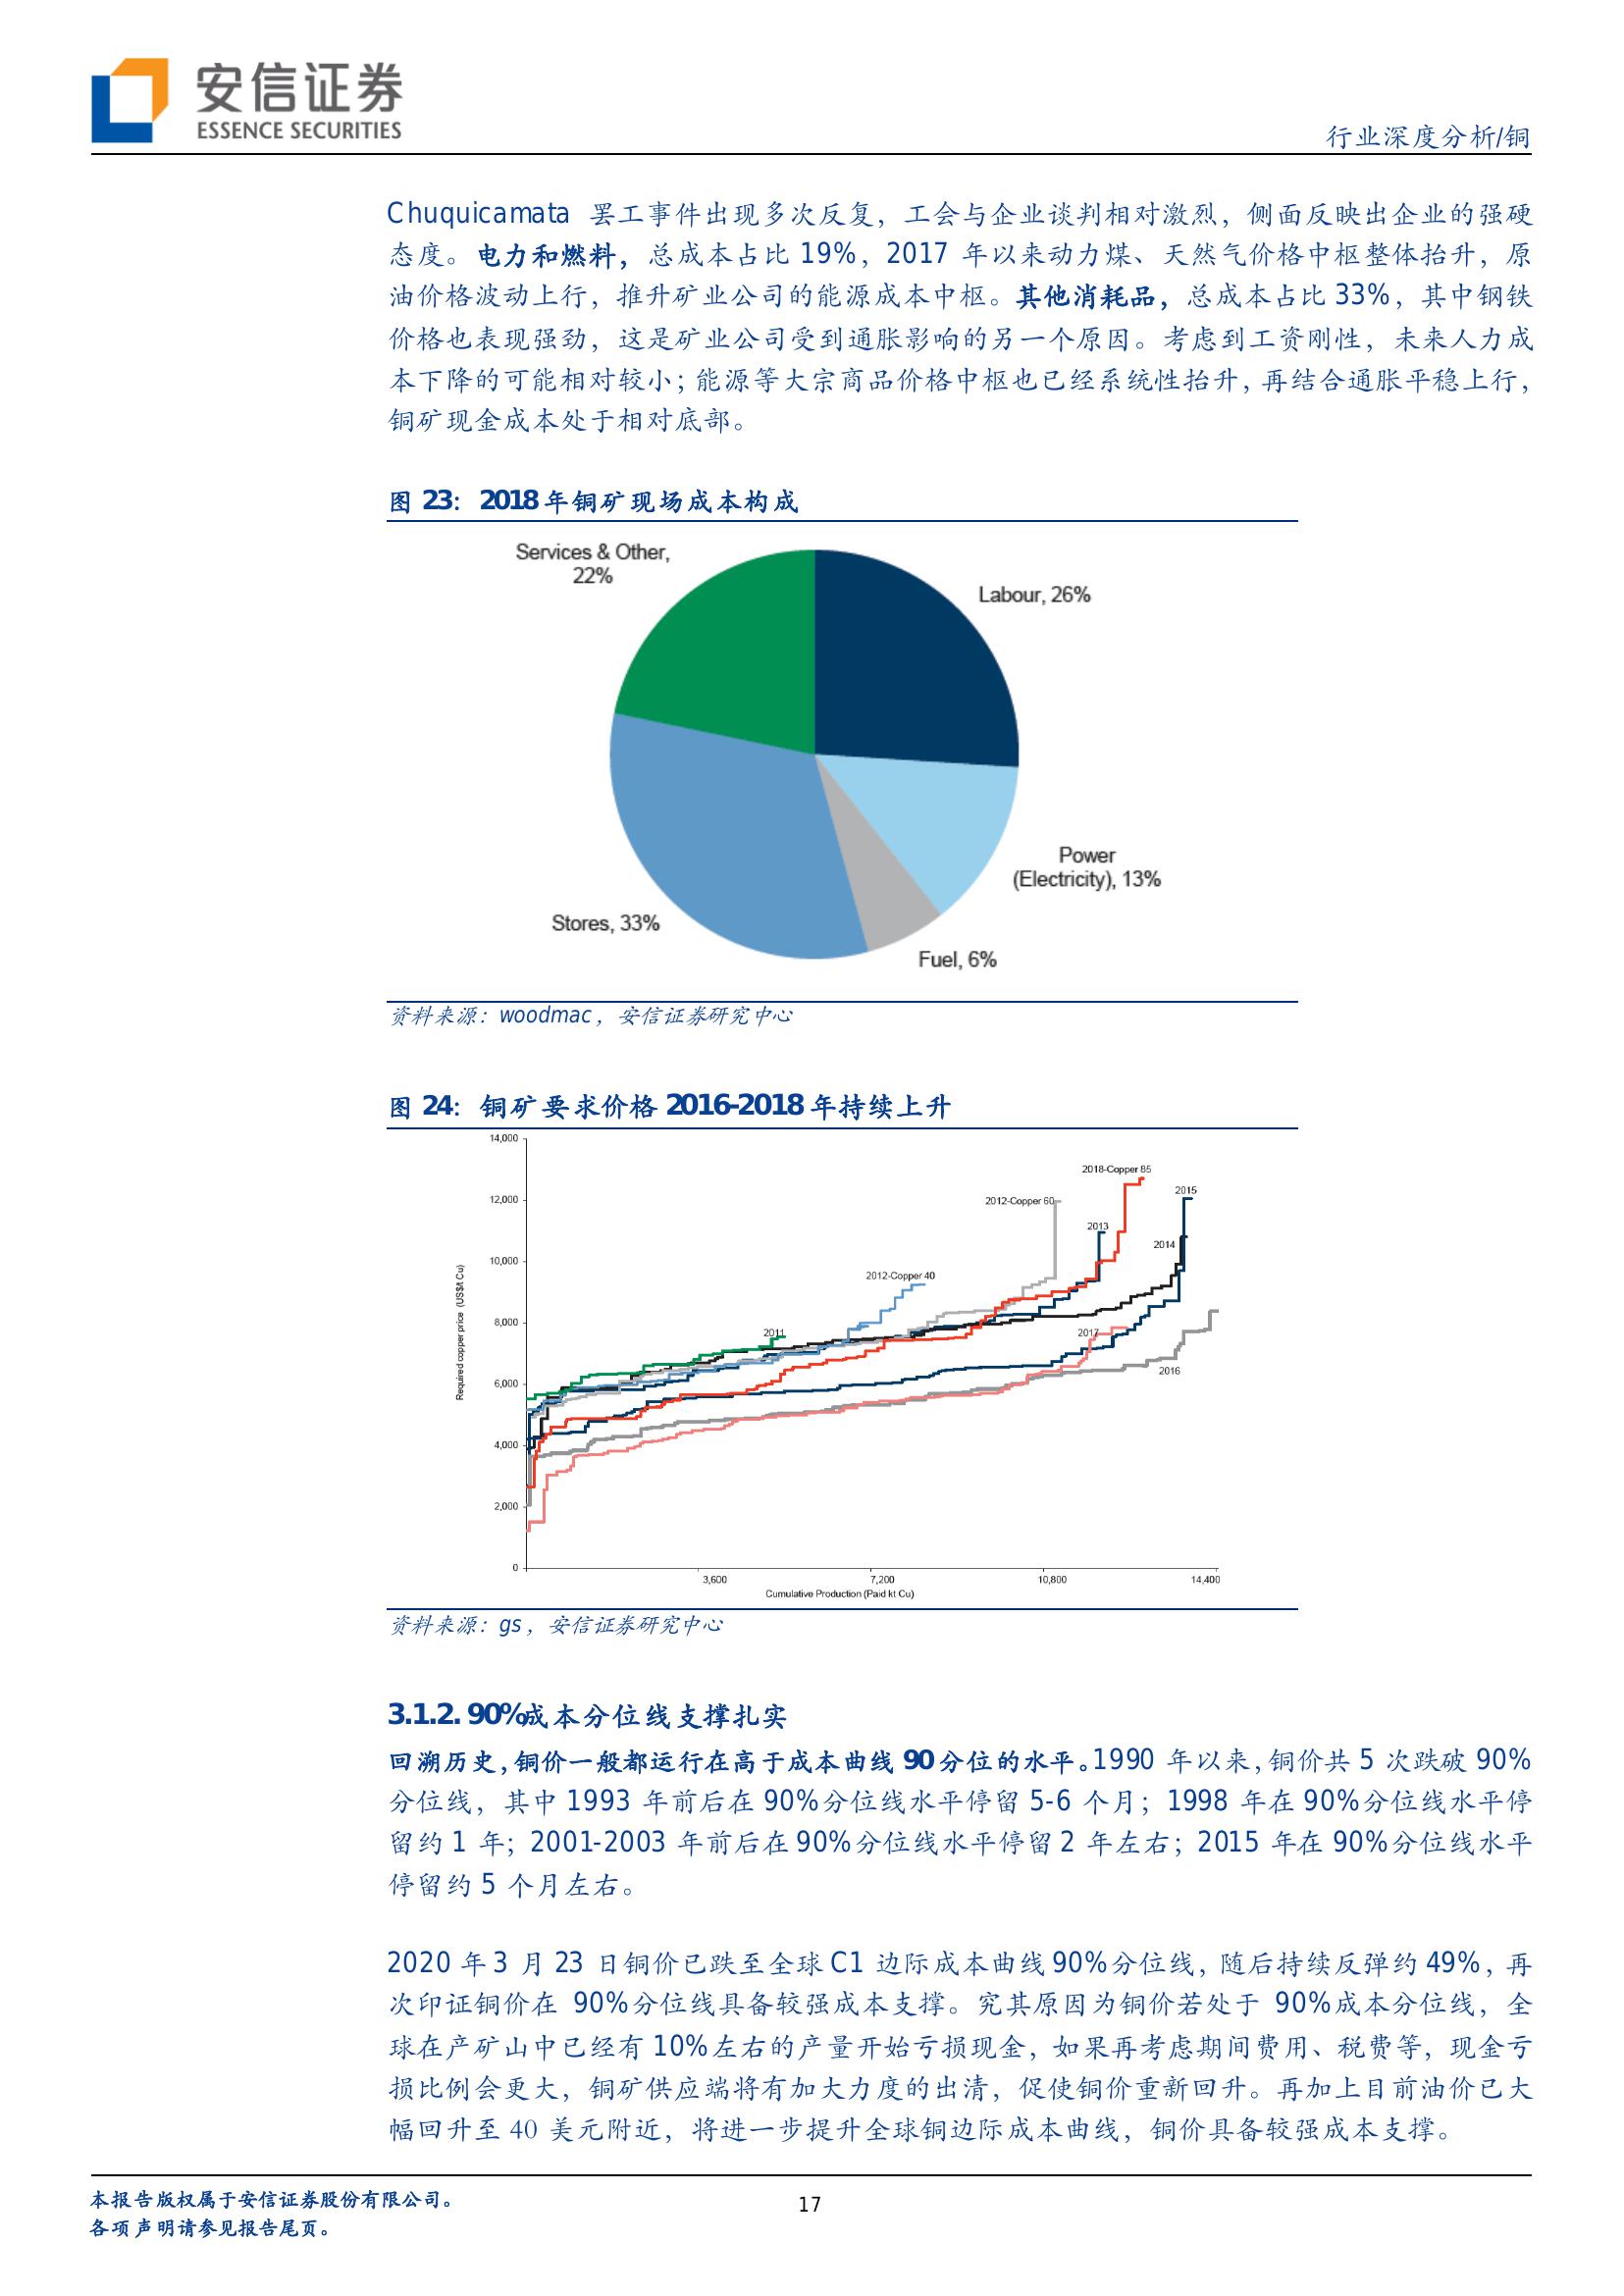 安信证券
ESSENCE SECURITIES
行业深度分析/铜
Chuquicamata 罢工事件出现多次反复，工会与企业谈判相对激烈，侧面反映出企业的强硬
态度。电力和燃料，总成本占比 19%，2017 年以来动力煤、天然气价格中枢整体抬升，原
油价格波动上行，推升矿业公司的能源成本中枢。其他消耗品，总成本占比 33%，其中钢铁
价格也表现强劲，这是矿业公司受到通胀影响的另一个原因。考虑到工资刚性，未来人力成
本下降的可能相对较小；能源等大宗商品价格中枢也已经系统性抬升，再结合通胀平稳上行，
铜矿现金成本处于相对底部。
图 23：2018 年铜矿现场成本构成
Services & Other,
22%
Labour, 26%
Power
(Electricity), 13%
Stores, 33%
Fuel, 6%
资料来源：woodmac，安信证券研究中心
图 24：铜矿要求价格 2016-2018 年持续上升
14,000
12,000
10,000
8,000
6,000
4,000
2,000
0
Required copper price (US$/t Cu)
2018-Copper 85
2015
2012-Copper 60
2013
2014
2012-Copper 40
2011
2017
2016
3,600
7,200
10,800
14,400
Cumulative Production (Paid kt Cu)
资料来源：gs，安信证券研究中心
3.1.2. 90%成本分位线支撑扎实
回溯历史，铜价一般都运行在高于成本曲线 90 分位的水平。1990 年以来，铜价共 5 次跌破 90%
分位线，其中 1993 年前后在 90%分位线水平停留 5-6 个月；1998 年在 90%分位线水平停
留约 1 年；2001-2003 年前后在 90%分位线水平停留 2 年左右；2015 年在 90%分位线水平
停留约 5 个月左右。
2020 年 3 月 23 日铜价已跌至全球 C1 边际成本曲线 90%分位线，随后持续反弹约 49%，再
次印证铜价在 90%分位线具备较强成本支撑。究其原因为铜价若处于 90%成本分位线，全
球在产矿山中已经有 10%左右的产量开始亏损现金，如果再考虑期间费用、税费等，现金亏
损比例会更大，铜矿供应端将有加大力度的出清，促使铜价重新回升。再加上目前油价已大
幅回升至 40 美元附近，将进一步提升全球铜边际成本曲线，铜价具备较强成本支撑。
本报告版权属于安信证券股份有限公司。
各项声明请参见报告尾页。
17